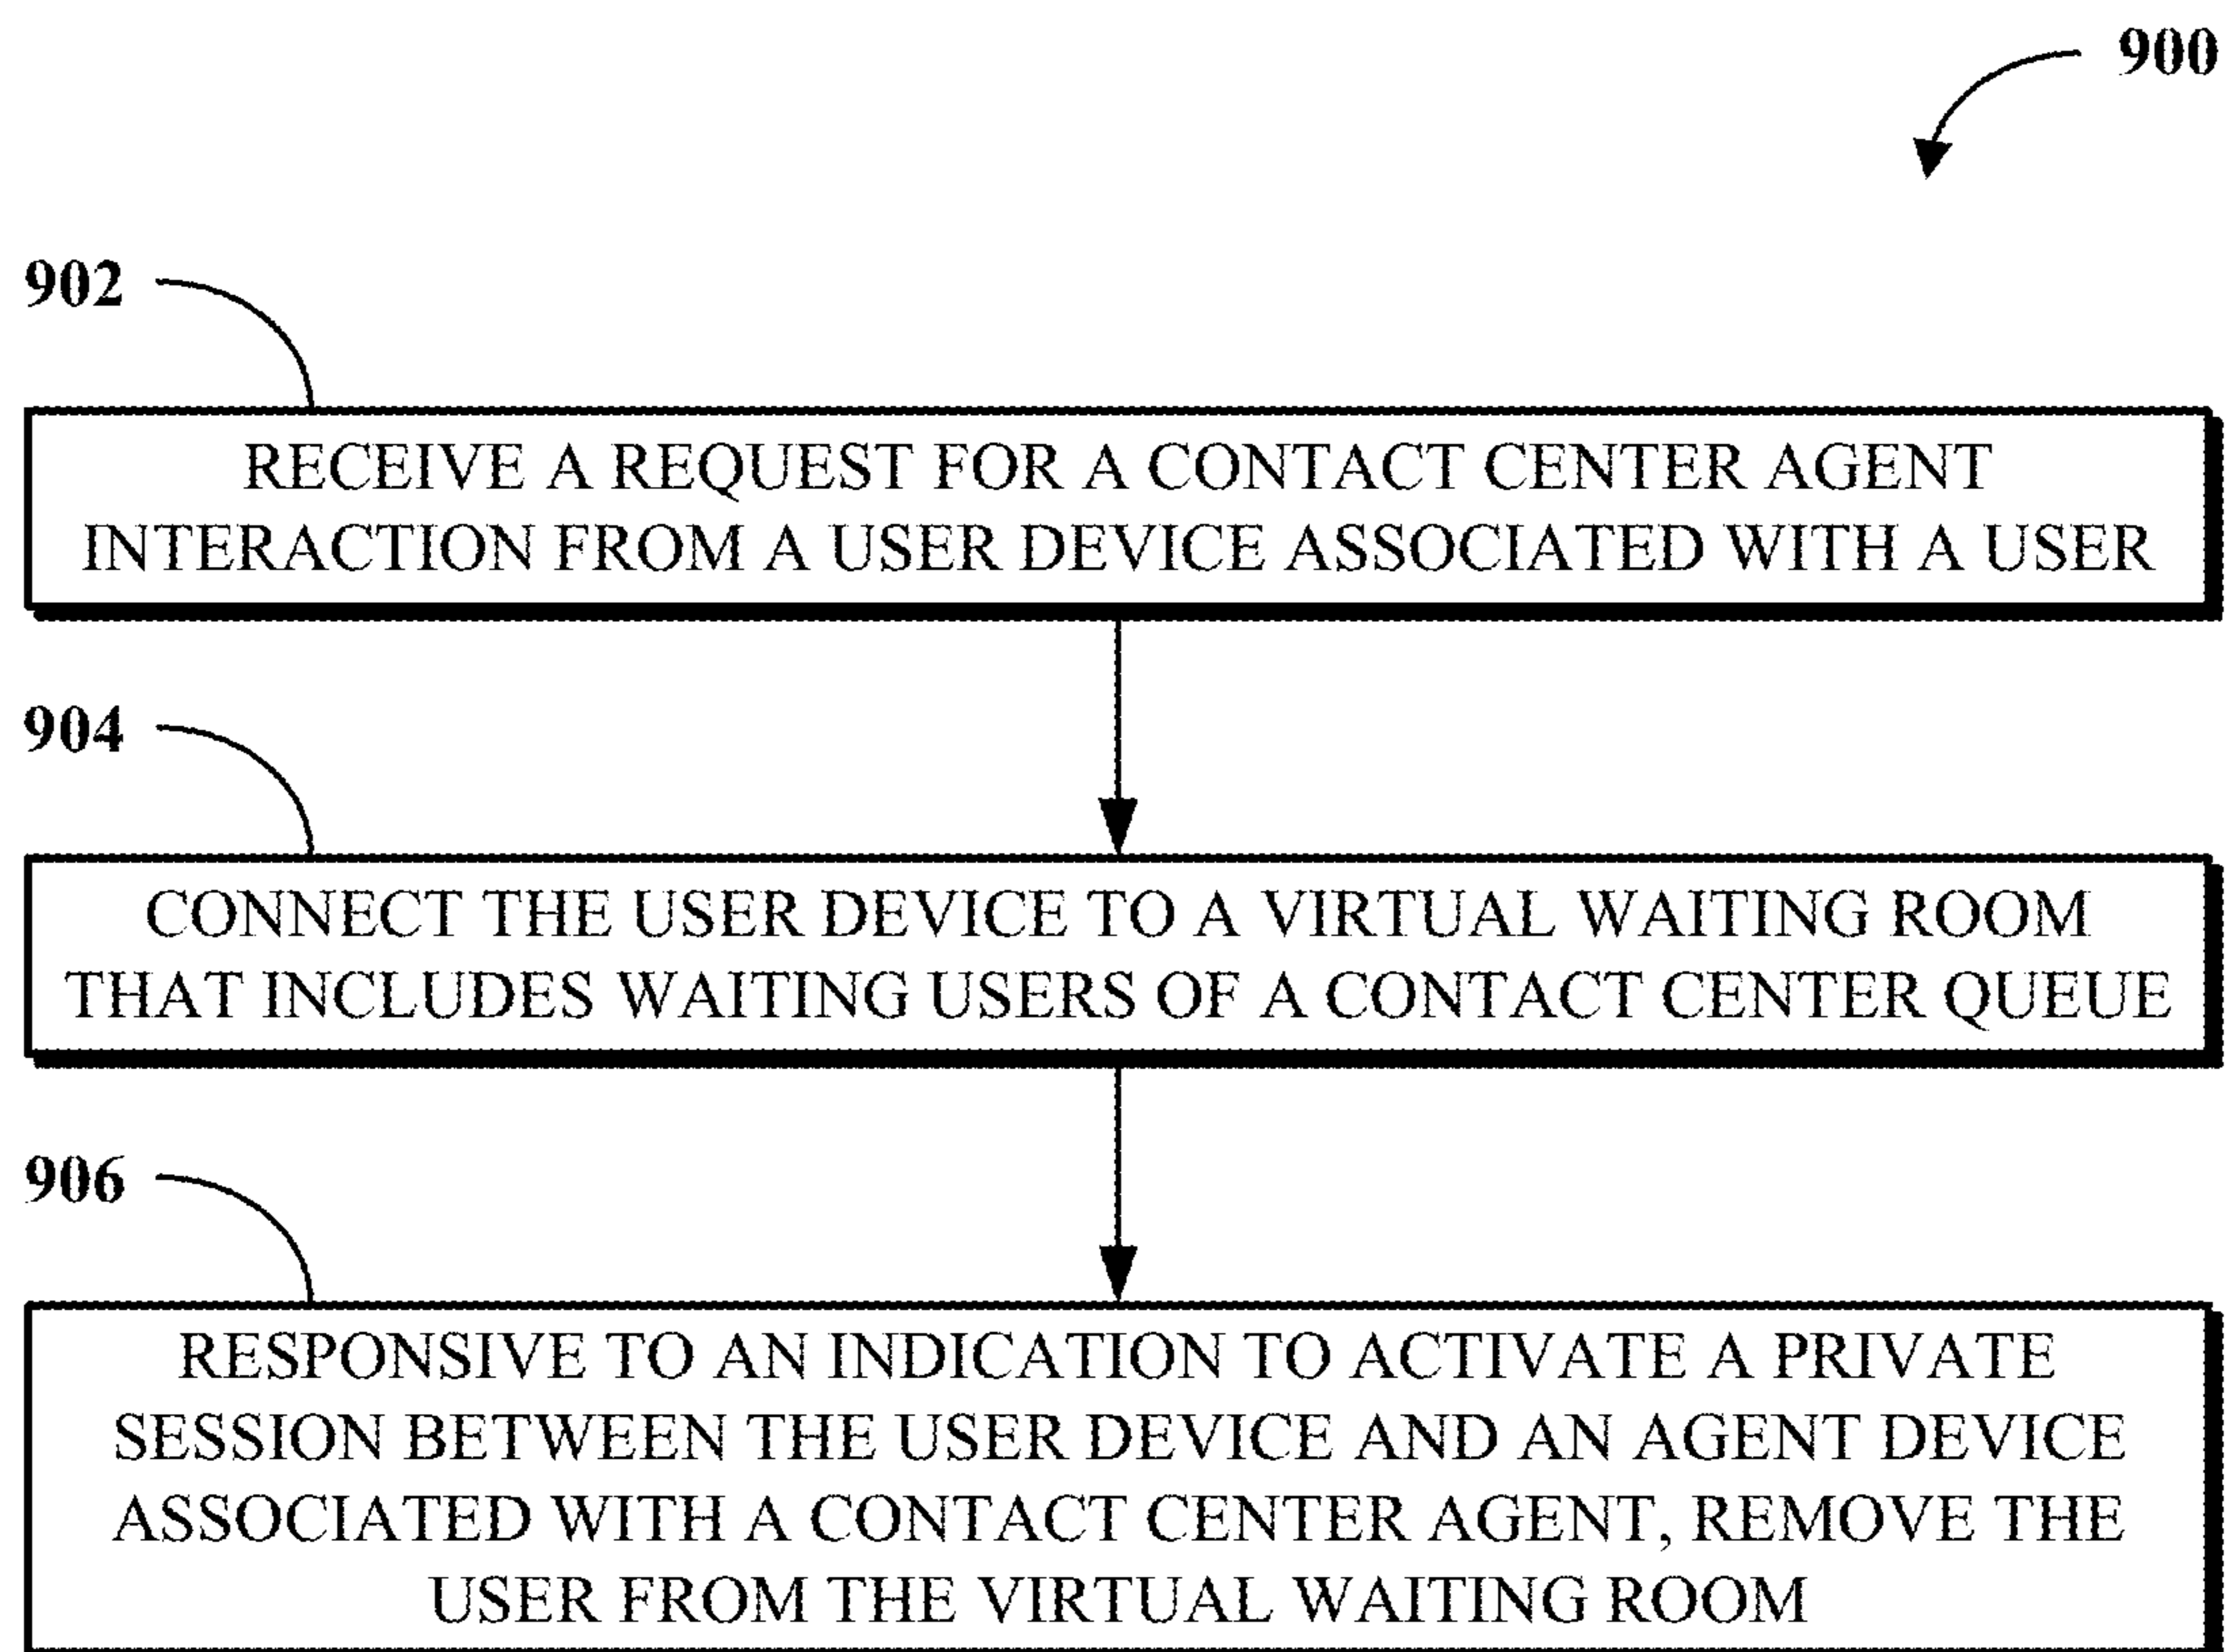 900
902
RECEIVE A REQUEST FOR A CONTACT CENTER AGENT
INTERACTION FROM A USER DEVICE ASSOCIATED WITH A USER
904
CONNECT THE USER DEVICE TO A VIRTUAL WAITING ROOM
THAT INCLUDES WAITING USERS OF A CONTACT CENTER QUEUE
906
RESPONSIVE TO AN INDICATION TO ACTIVATE A PRIVATE
SESSION BETWEEN THE USER DEVICE AND AN AGENT DEVICE
ASSOCIATED WITH A CONTACT CENTER AGENT, REMOVE THE
USER FROM THE VIRTUAL WAITING ROOM